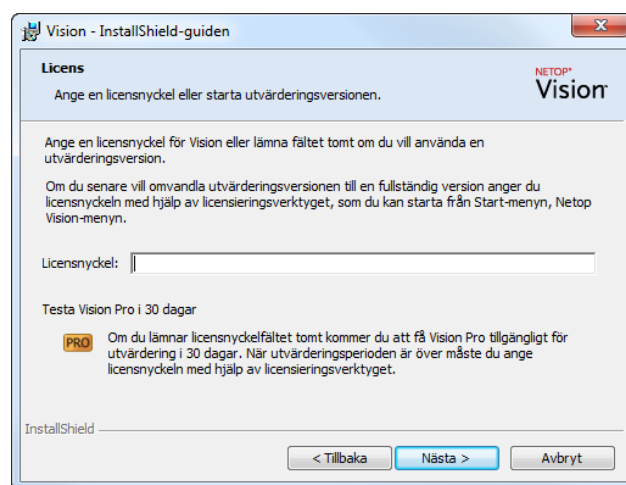 Vision - InstallShield-guiden
Licens
Ange en licensnyckel eller starta utvärderingsversionen.
NETOP
Vision
Ange en licensnyckel för Vision eller lämna fältet tomt om du vill använda en
utvärderingsversion.
Om du senare vill omvandla utvärderingsversionen till en fullständig version anger du
licensnyckeln med hjälp av licensieringsverktyget, som du kan starta från Start-menyn, Netop
Vision-menyn.
Licensnyckel:
Testa Vision Pro i 30 dagar
PRO
Om du lämnar licensnyckelfältet tomt kommer du att få Vision Pro tillgängligt för
utvärdering i 30 dagar. När utvärderingsperioden är över måste du ange
licensnyckeln med hjälp av licensieringsverktyget.
InstallShield
< Tillbaka
Nästa >
Avbryt